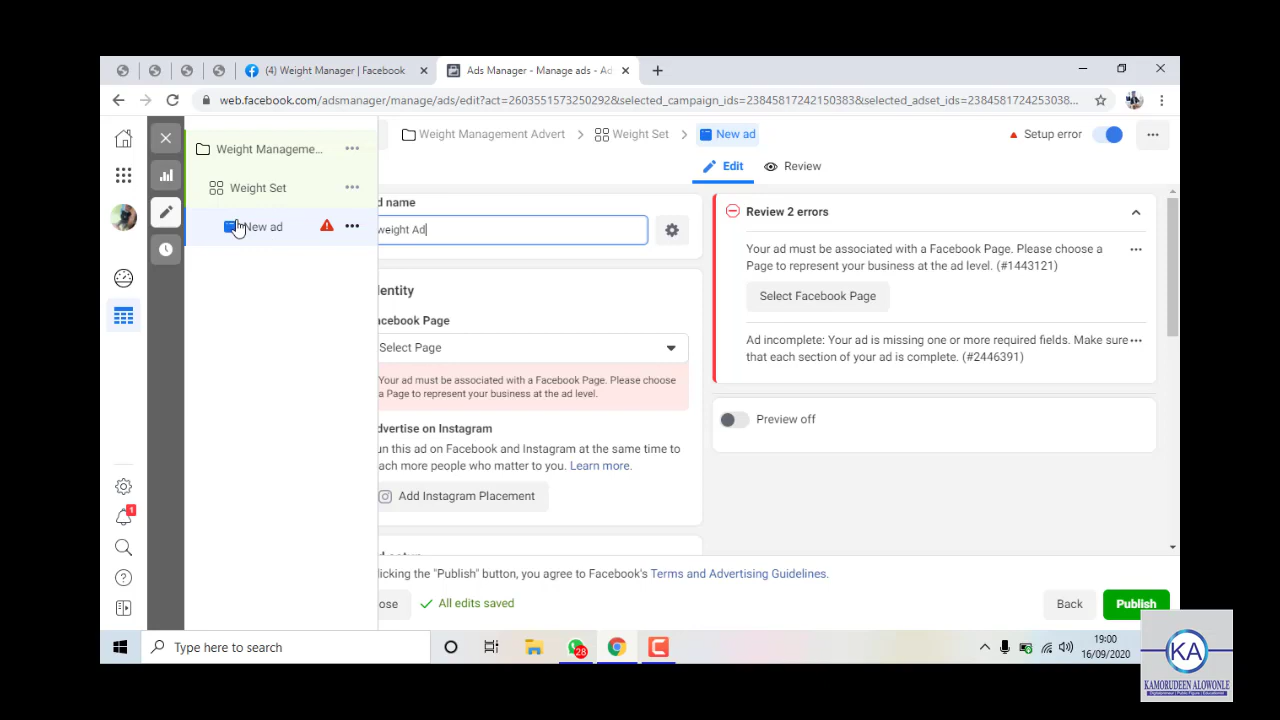 (4) Weight Manager | Facebook
Ads Manager - Manage ads - Ad
web.facebook.com/adsmanager/manage/ads/edit?act=2603551573250292&selected_campaign_ids=23845817242150383&selected_adset_ids=2384581724253038...
Weight Manageme...
Weight Set
New ad
Weight Management Advert
Weight Set
New ad
Setup error
Edit
Review
d name
weight Ad
entity
acebook Page
Select Page
Your ad must be associated with a Facebook Page. Please choose
a Page to represent your business at the ad level.
dvertise on Instagram
un this ad on Facebook and Instagram at the same time to
each more people who matter to you. Learn more.
Add Instagram Placement
Review 2 errors
Your ad must be associated with a Facebook Page. Please choose a
Page to represent your business at the ad level. (#1443121)
Select Facebook Page
Ad incomplete: Your ad is missing one or more required fields. Make sure
that each section of your ad is complete. (#2446391)
Preview off
licking the "Publish" button, you agree to Facebook's Terms and Advertising Guidelines.
ose
All edits saved
Back
Publish
1
Type here to search
28
19:00
16/09/2020
KA
KAMORUDEEN ALOWONLE